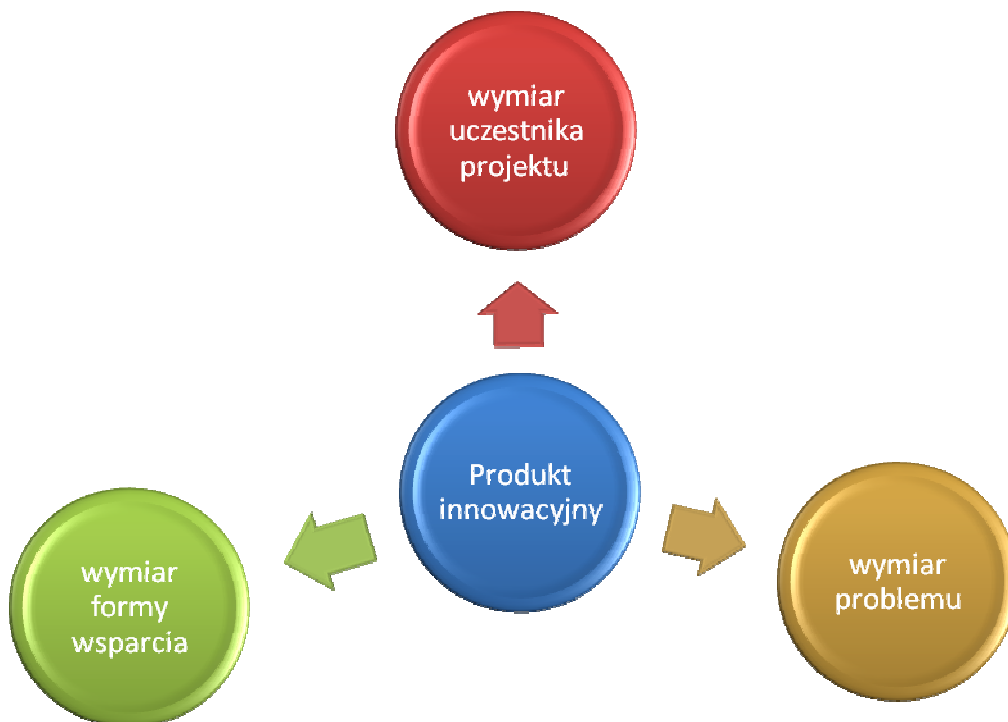 wymiar
uczestnika
projektu
Produkt
innowacyjny
wymiar
formy
wsparcia
wymiar
problemu